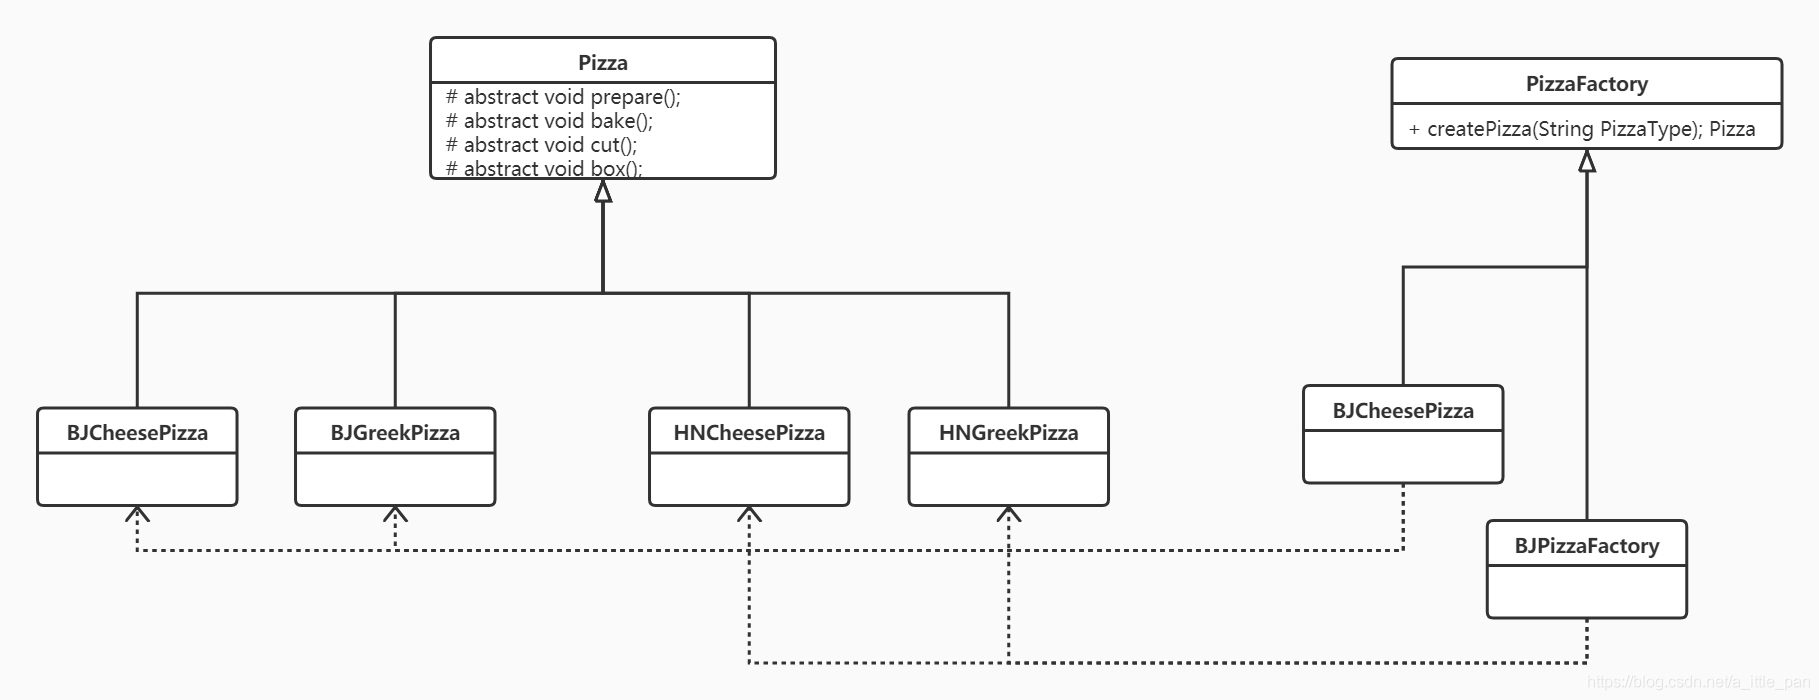 Pizza
# abstract void prepare();
# abstract void bake();
# abstract void cut();
# abstract void box();
PizzaFactory
+ createPizza(String PizzaType); Pizza
BJCheesePizza
BJGreekPizza
HNCheesePizza
HNGreekPizza
BJCheesePizza
BJPizzaFactory
https://blog.csdn.net/a_ittle_pan